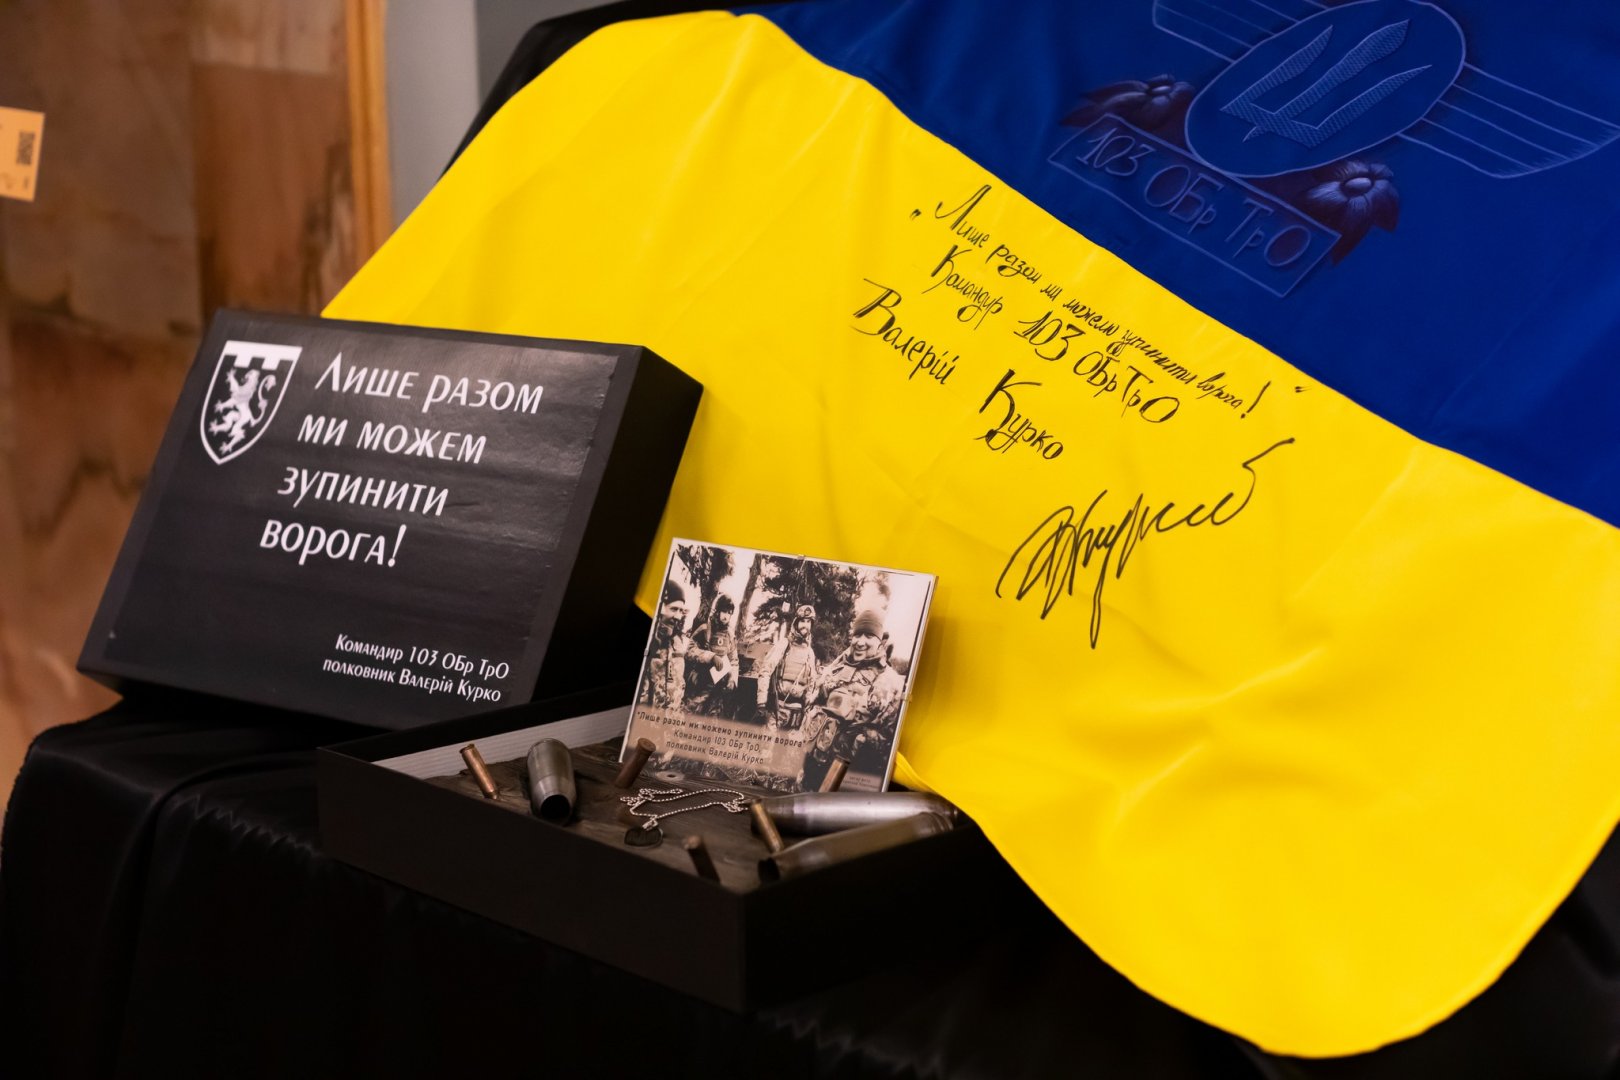 103 ОБр ТрО
"Лише разом ми можемо зупинити ворога!"
Командир 103 ОБр ТрО
Валерій Курко
Лише разом
ми можем
зупинити
ворога!
Командир 103 ОБр ТрО
полковник Валерій Курко
"Лише разом ми можемо зупинити ворога"
Командир 103 ОБр ТрО,
полковник Валерій Курко